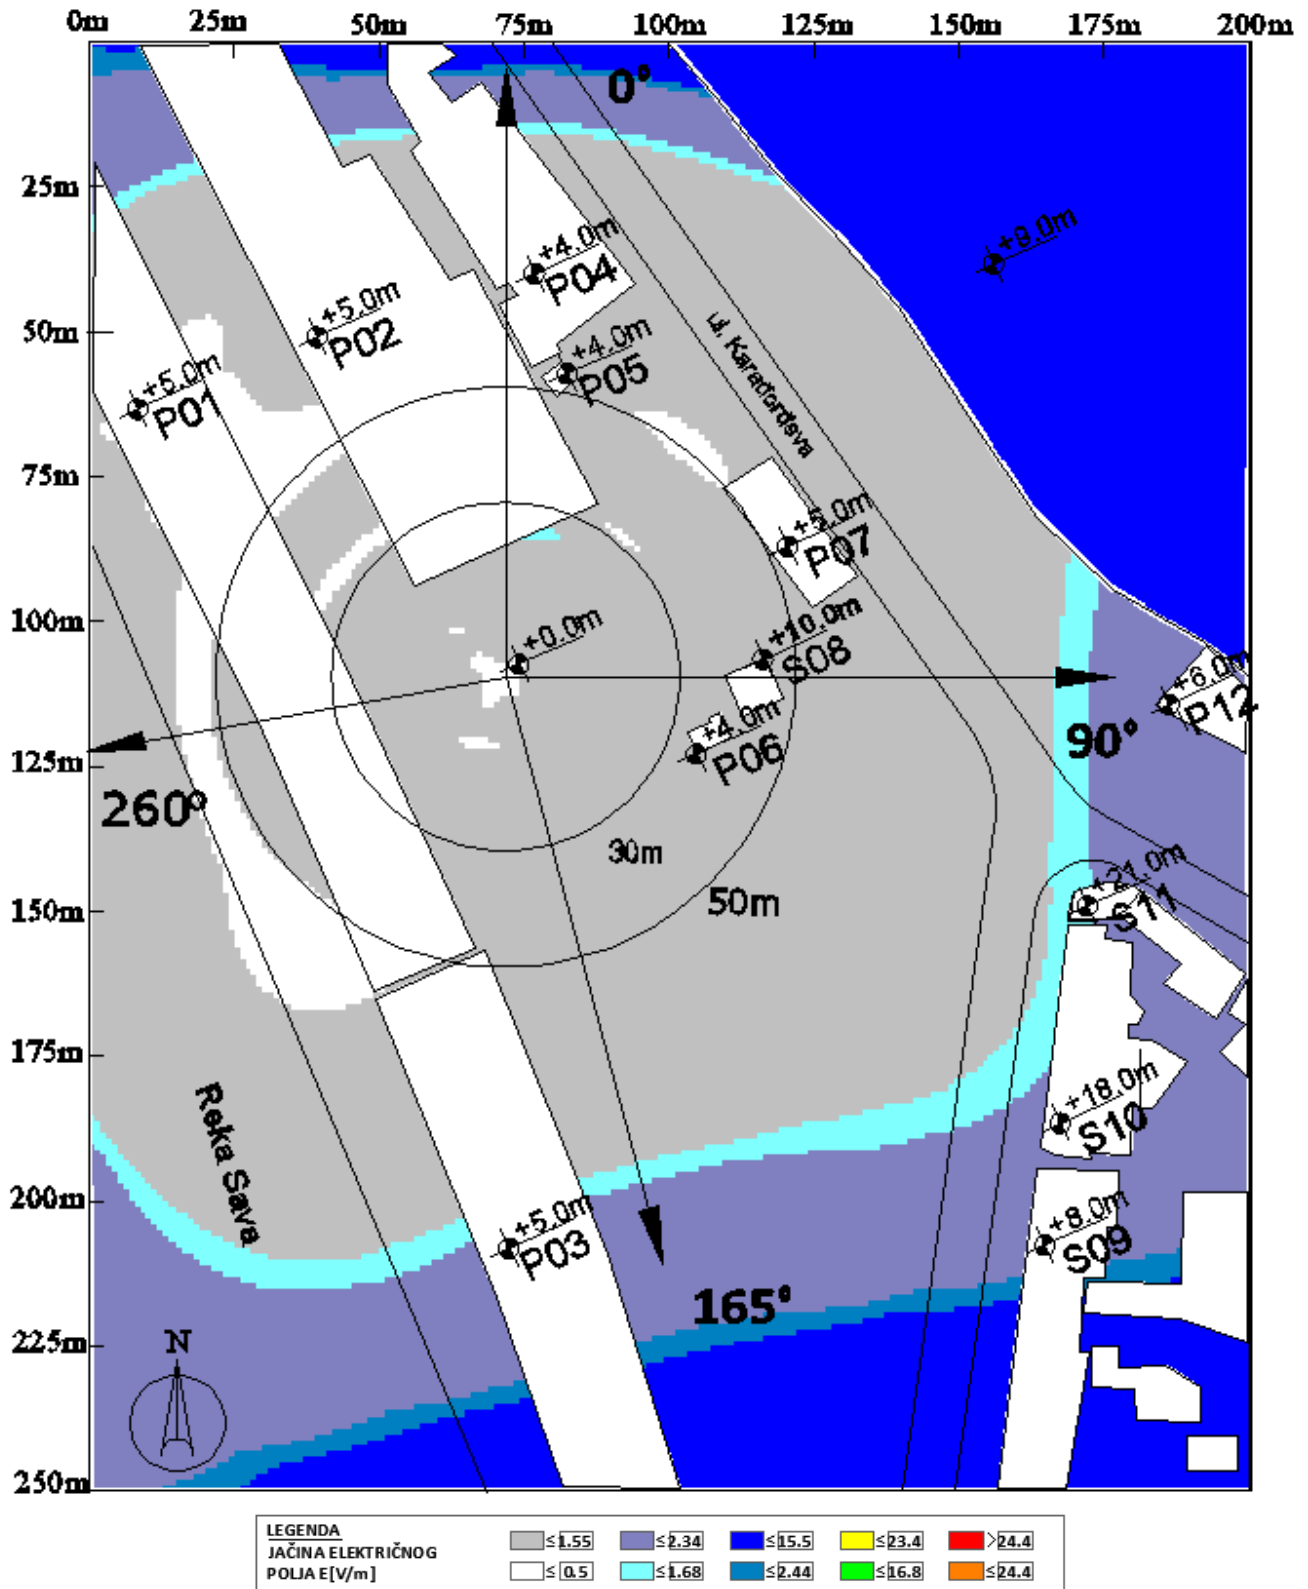 0m 25m 50m 75m 100m 125m 150m 175m 200m
0°
25m
+9.0m
+4.0m
P04
+5.0m
P02
ul. Karađorđeva
50m
+4.0m
P05
+5.0m
P01
75m
+5.0m
P07
100m
+0.0m
+10.0m
S08
+6.0m
P12
+4.0m
P06
90°
125m
260°
30m
50m
+21.0m
S11
150m
175m
Reka Sava
+18.0m
S10
200m
+5.0m
P03
+8.0m
S09
165°
225m
N
250m
LEGENDA
JAČINA ELEKTRIČNOG
POLJA E[V/m]
≤1.55 ≤2.34 ≤15.5 ≤23.4 >24.4
≤ 0.5 ≤1.68 ≤2.44 ≤16.8 ≤24.4